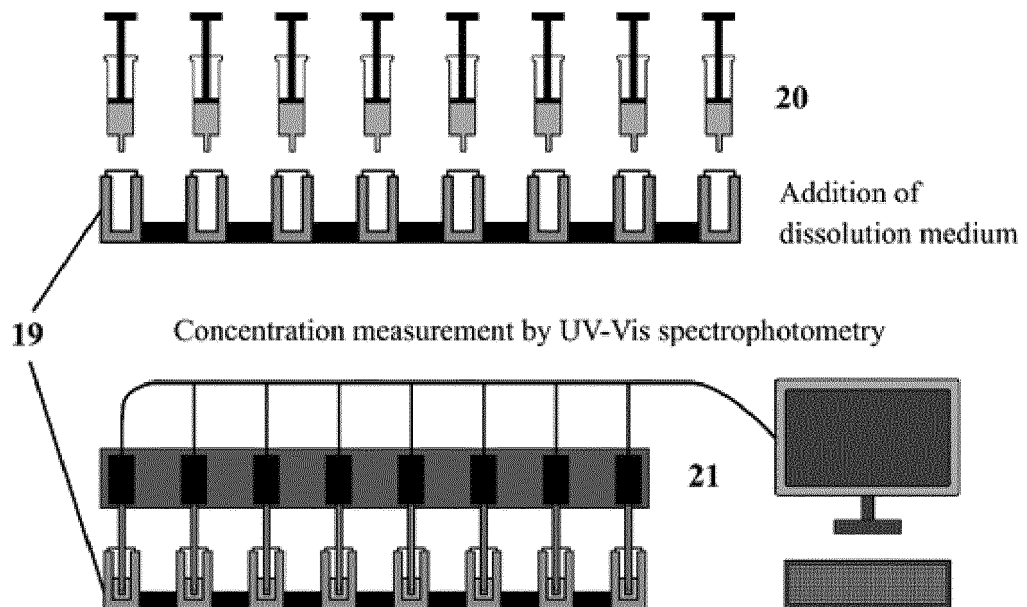 20
Addition of
dissolution medium
19
Concentration measurement by UV-Vis spectrophotometry
21